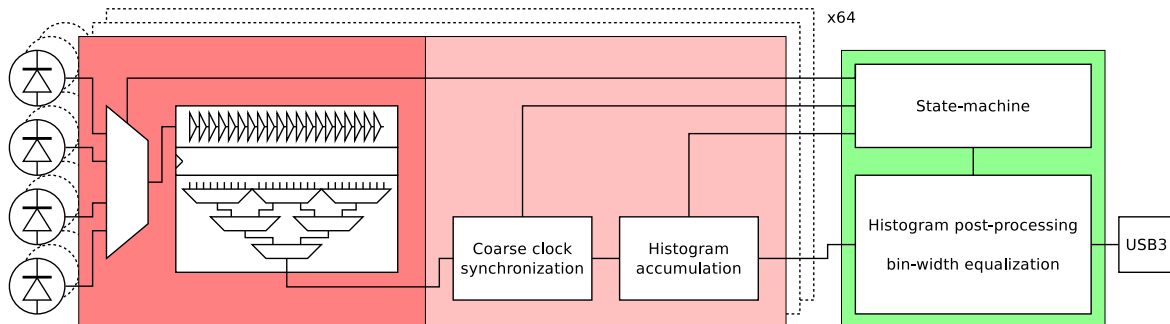 x64
State-machine
Coarse clock
synchronization
Histogram
accumulation
Histogram post-processing
bin-width equalization
USB3